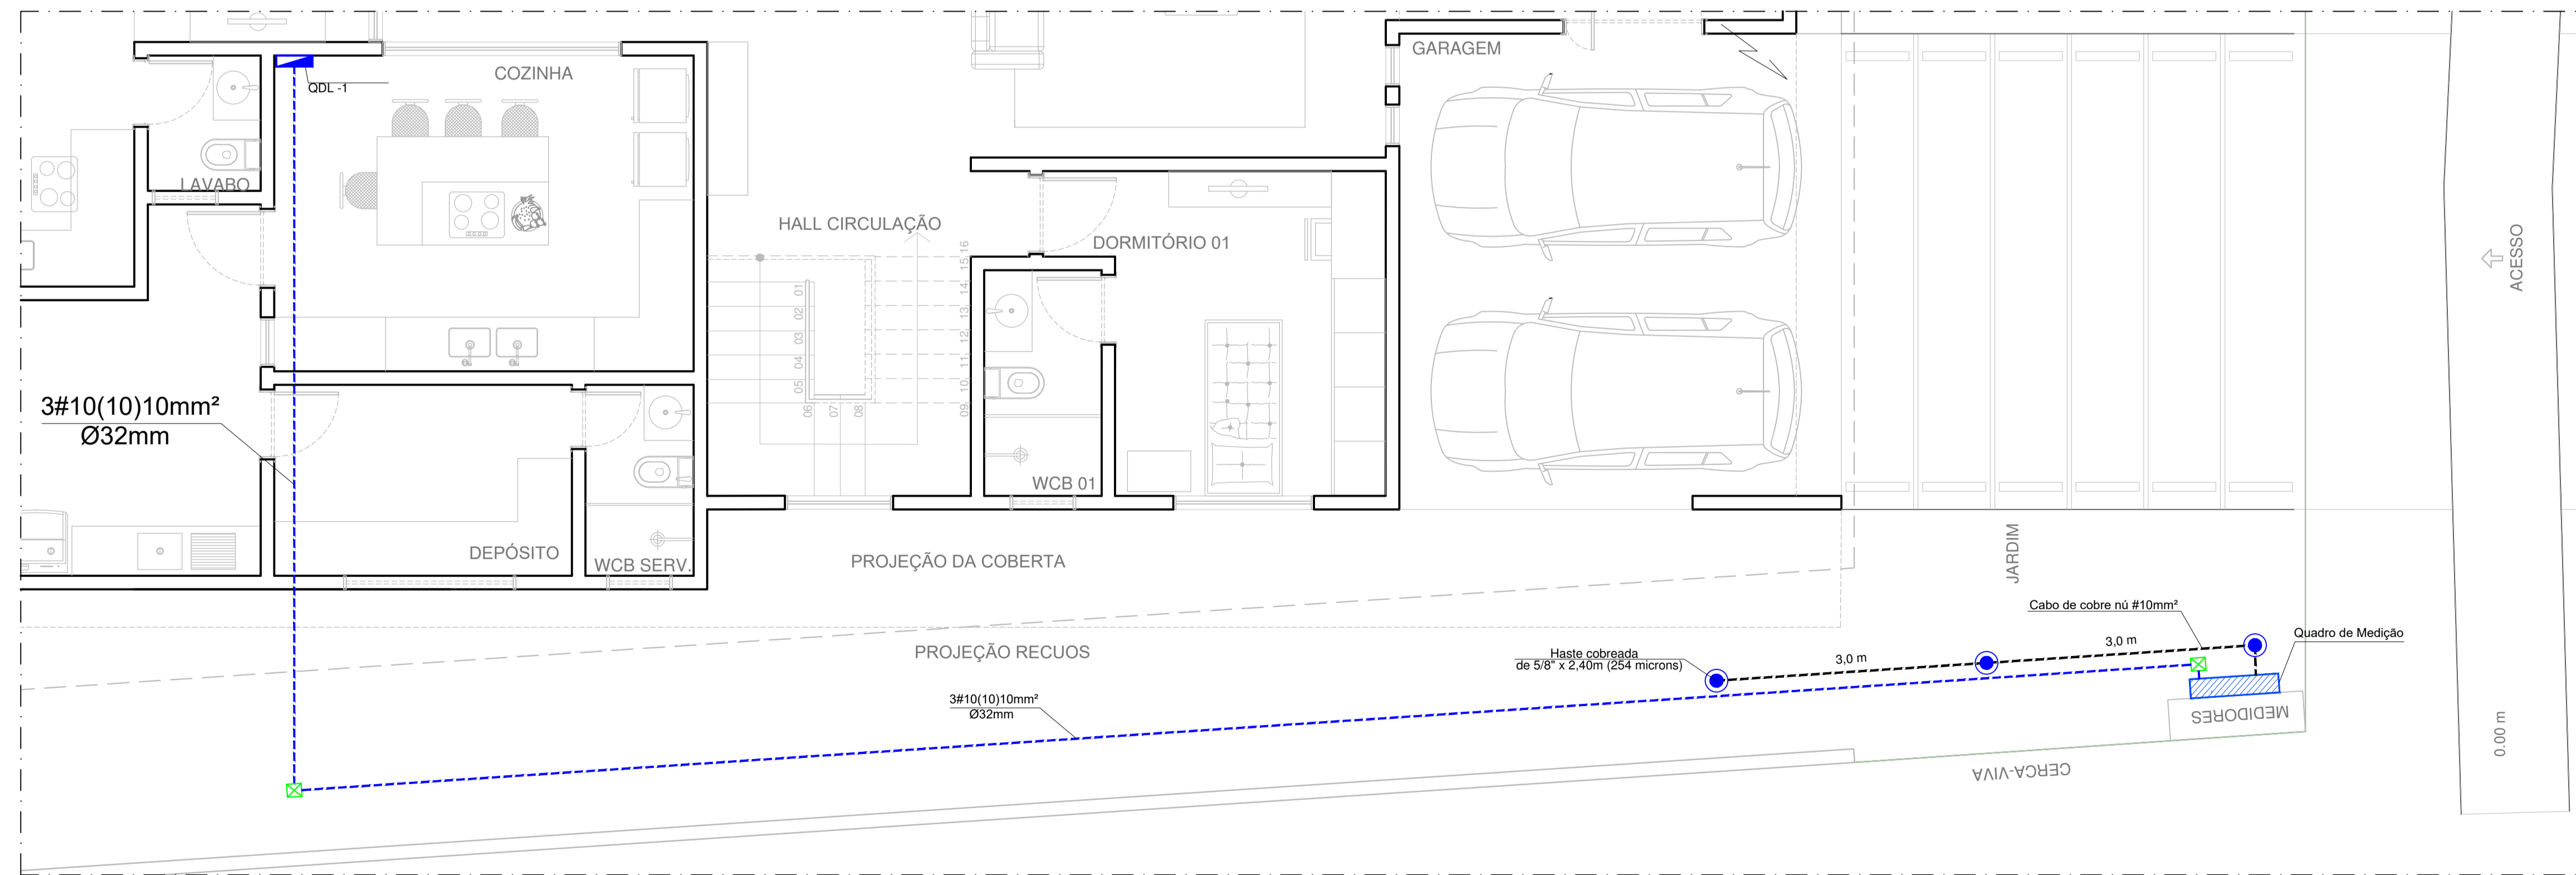 COZINHA
GARAGEM
QDL -1
LAVABO
HALL CIRCULAÇÃO
DORMITÓRIO 01
ACESSO
01
02
03
04
05
06
07
08
09
10
11
12
13
14
15
16
3#10(10)10mm²
Ø32mm
WCB 01
DEPÓSITO
WCB SERV.
PROJEÇÃO DA COBERTA
JARDIM
Cabo de cobre nú #10mm²
Quadro de Medição
3,0 m
3,0 m
PROJEÇÃO RECUOS
Haste cobreada
de 5/8" x 2,40m (254 microns)
3#10(10)10mm²
Ø32mm
MEDIDORES
CERCA-VIVA
0.00 m